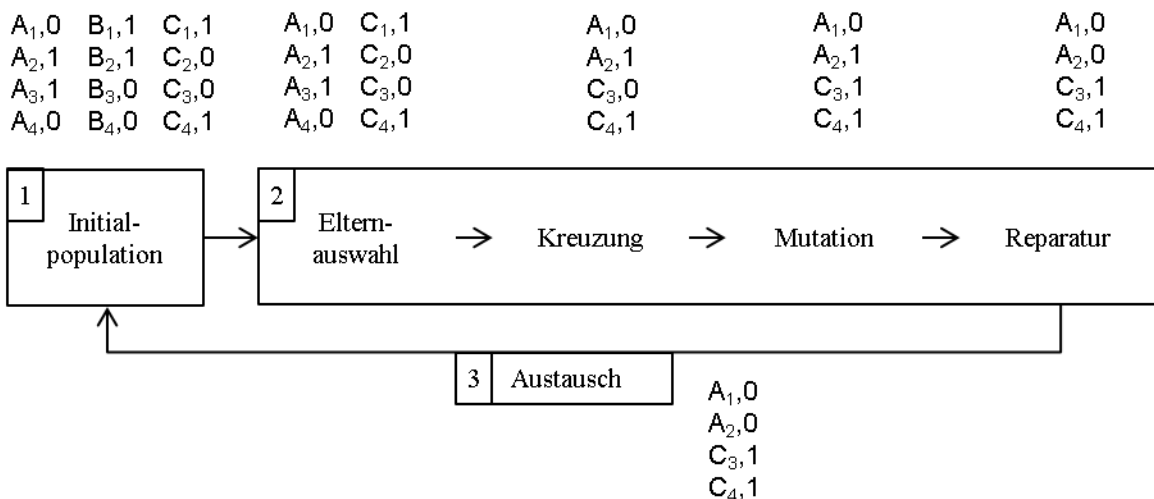 A₁,0 B₁,1 C₁,1 A₁,0 C₁,1 A₁,0 A₁,0 A₁,0
A₂,1 B₂,1 C₂,0 A₂,1 C₂,0 A₂,1 A₂,1 A₂,0
A₃,1 B₃,0 C₃,0 A₃,1 C₃,0 C₃,0 C₃,1 C₃,1
A₄,0 B₄,0 C₄,1 A₄,0 C₄,1 C₄,1 C₄,1 C₄,1
1
Initial-
population
2
Eltern-
auswahl
Kreuzung
Mutation
Reparatur
3 Austausch
A₁,0
A₂,0
C₃,1
C₄,1